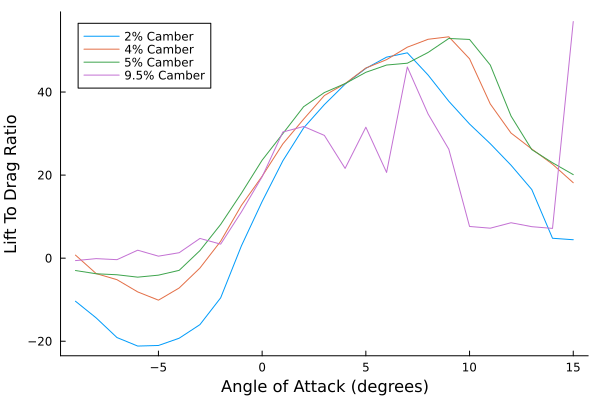 2% Camber
4% Camber
5% Camber
9.5% Camber
40
20
0
−20
Lift To Drag Ratio
−5
0
5
10
15
Angle of Attack (degrees)